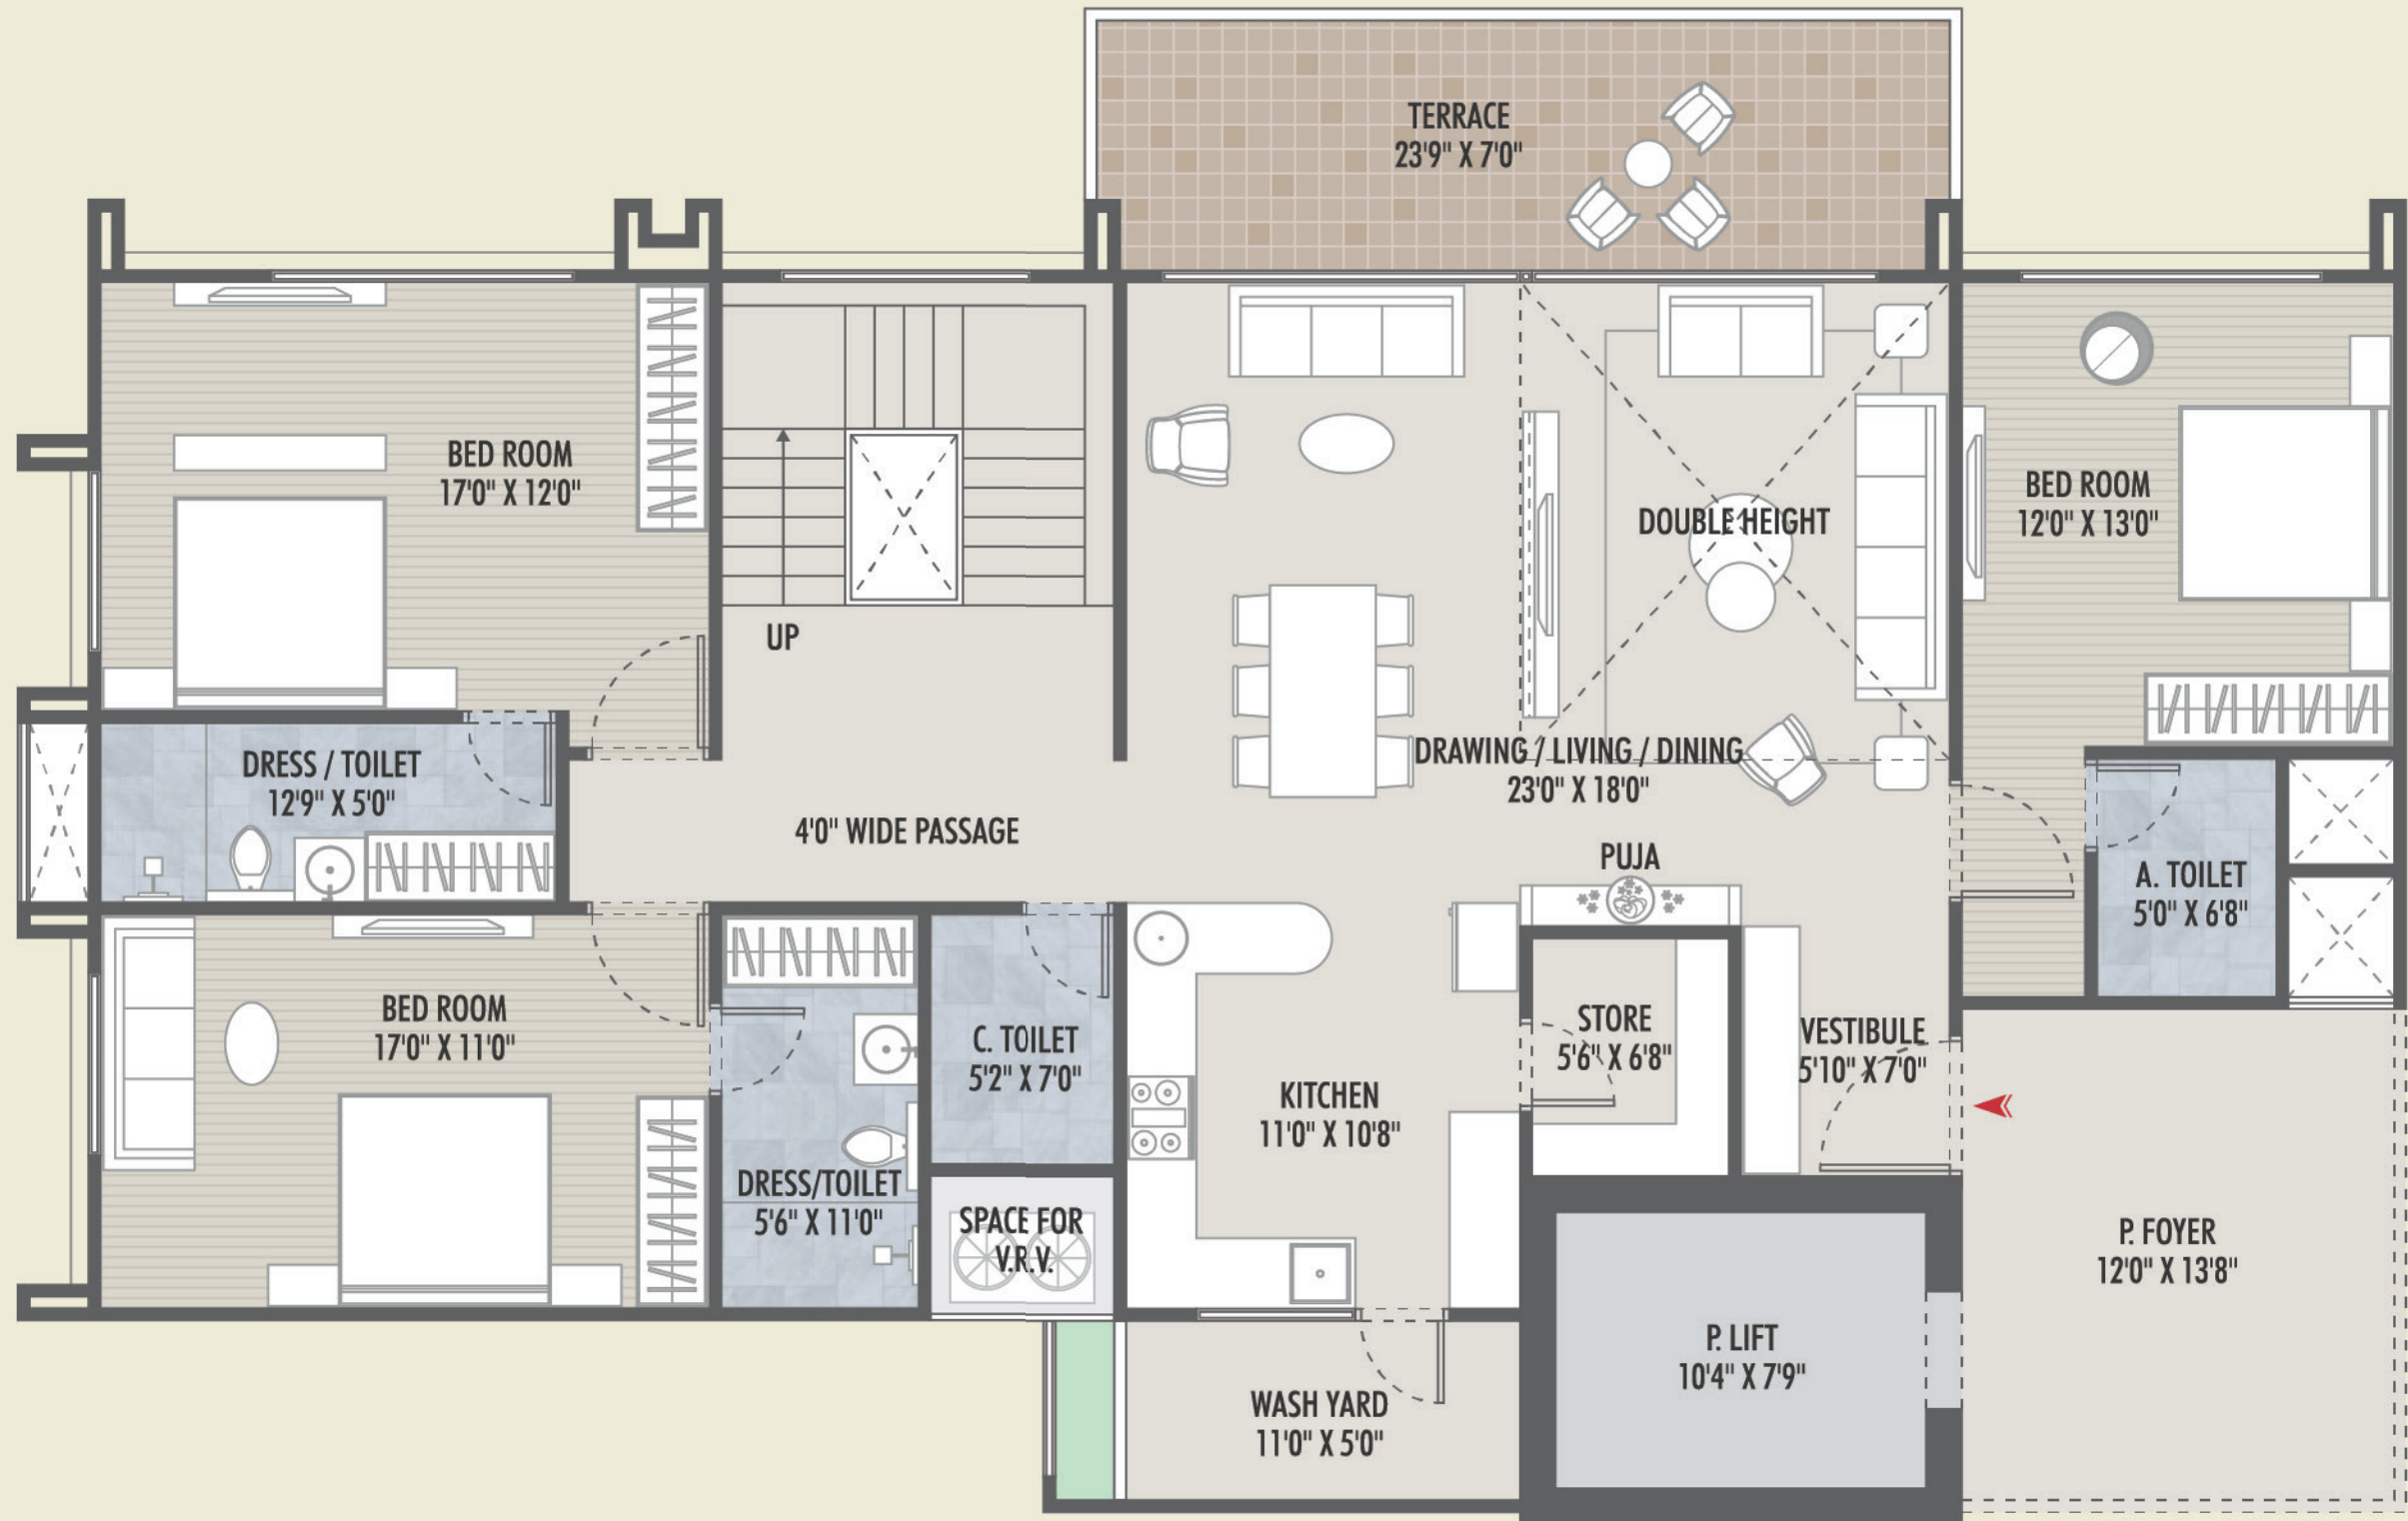 TERRACE
23'9" X 7'0"
BED ROOM
17'0" X 12'0"
BED ROOM
12'0" X 13'0"
DOUBLE HEIGHT
UP
DRAWING / LIVING / DINING
23'0" X 18'0"
DRESS / TOILET
12'9" X 5'0"
4'0" WIDE PASSAGE
PUJA
A. TOILET
5'0" X 6'8"
BED ROOM
17'0" X 11'0"
C. TOILET
5'2" X 7'0"
STORE
5'6" X 6'8"
VESTIBULE
5'10" X 7'0"
KITCHEN
11'0" X 10'8"
DRESS/TOILET
5'6" X 11'0"
SPACE FOR
V.R.V.
P. FOYER
12'0" X 13'8"
P. LIFT
10'4" X 7'9"
WASH YARD
11'0" X 5'0"